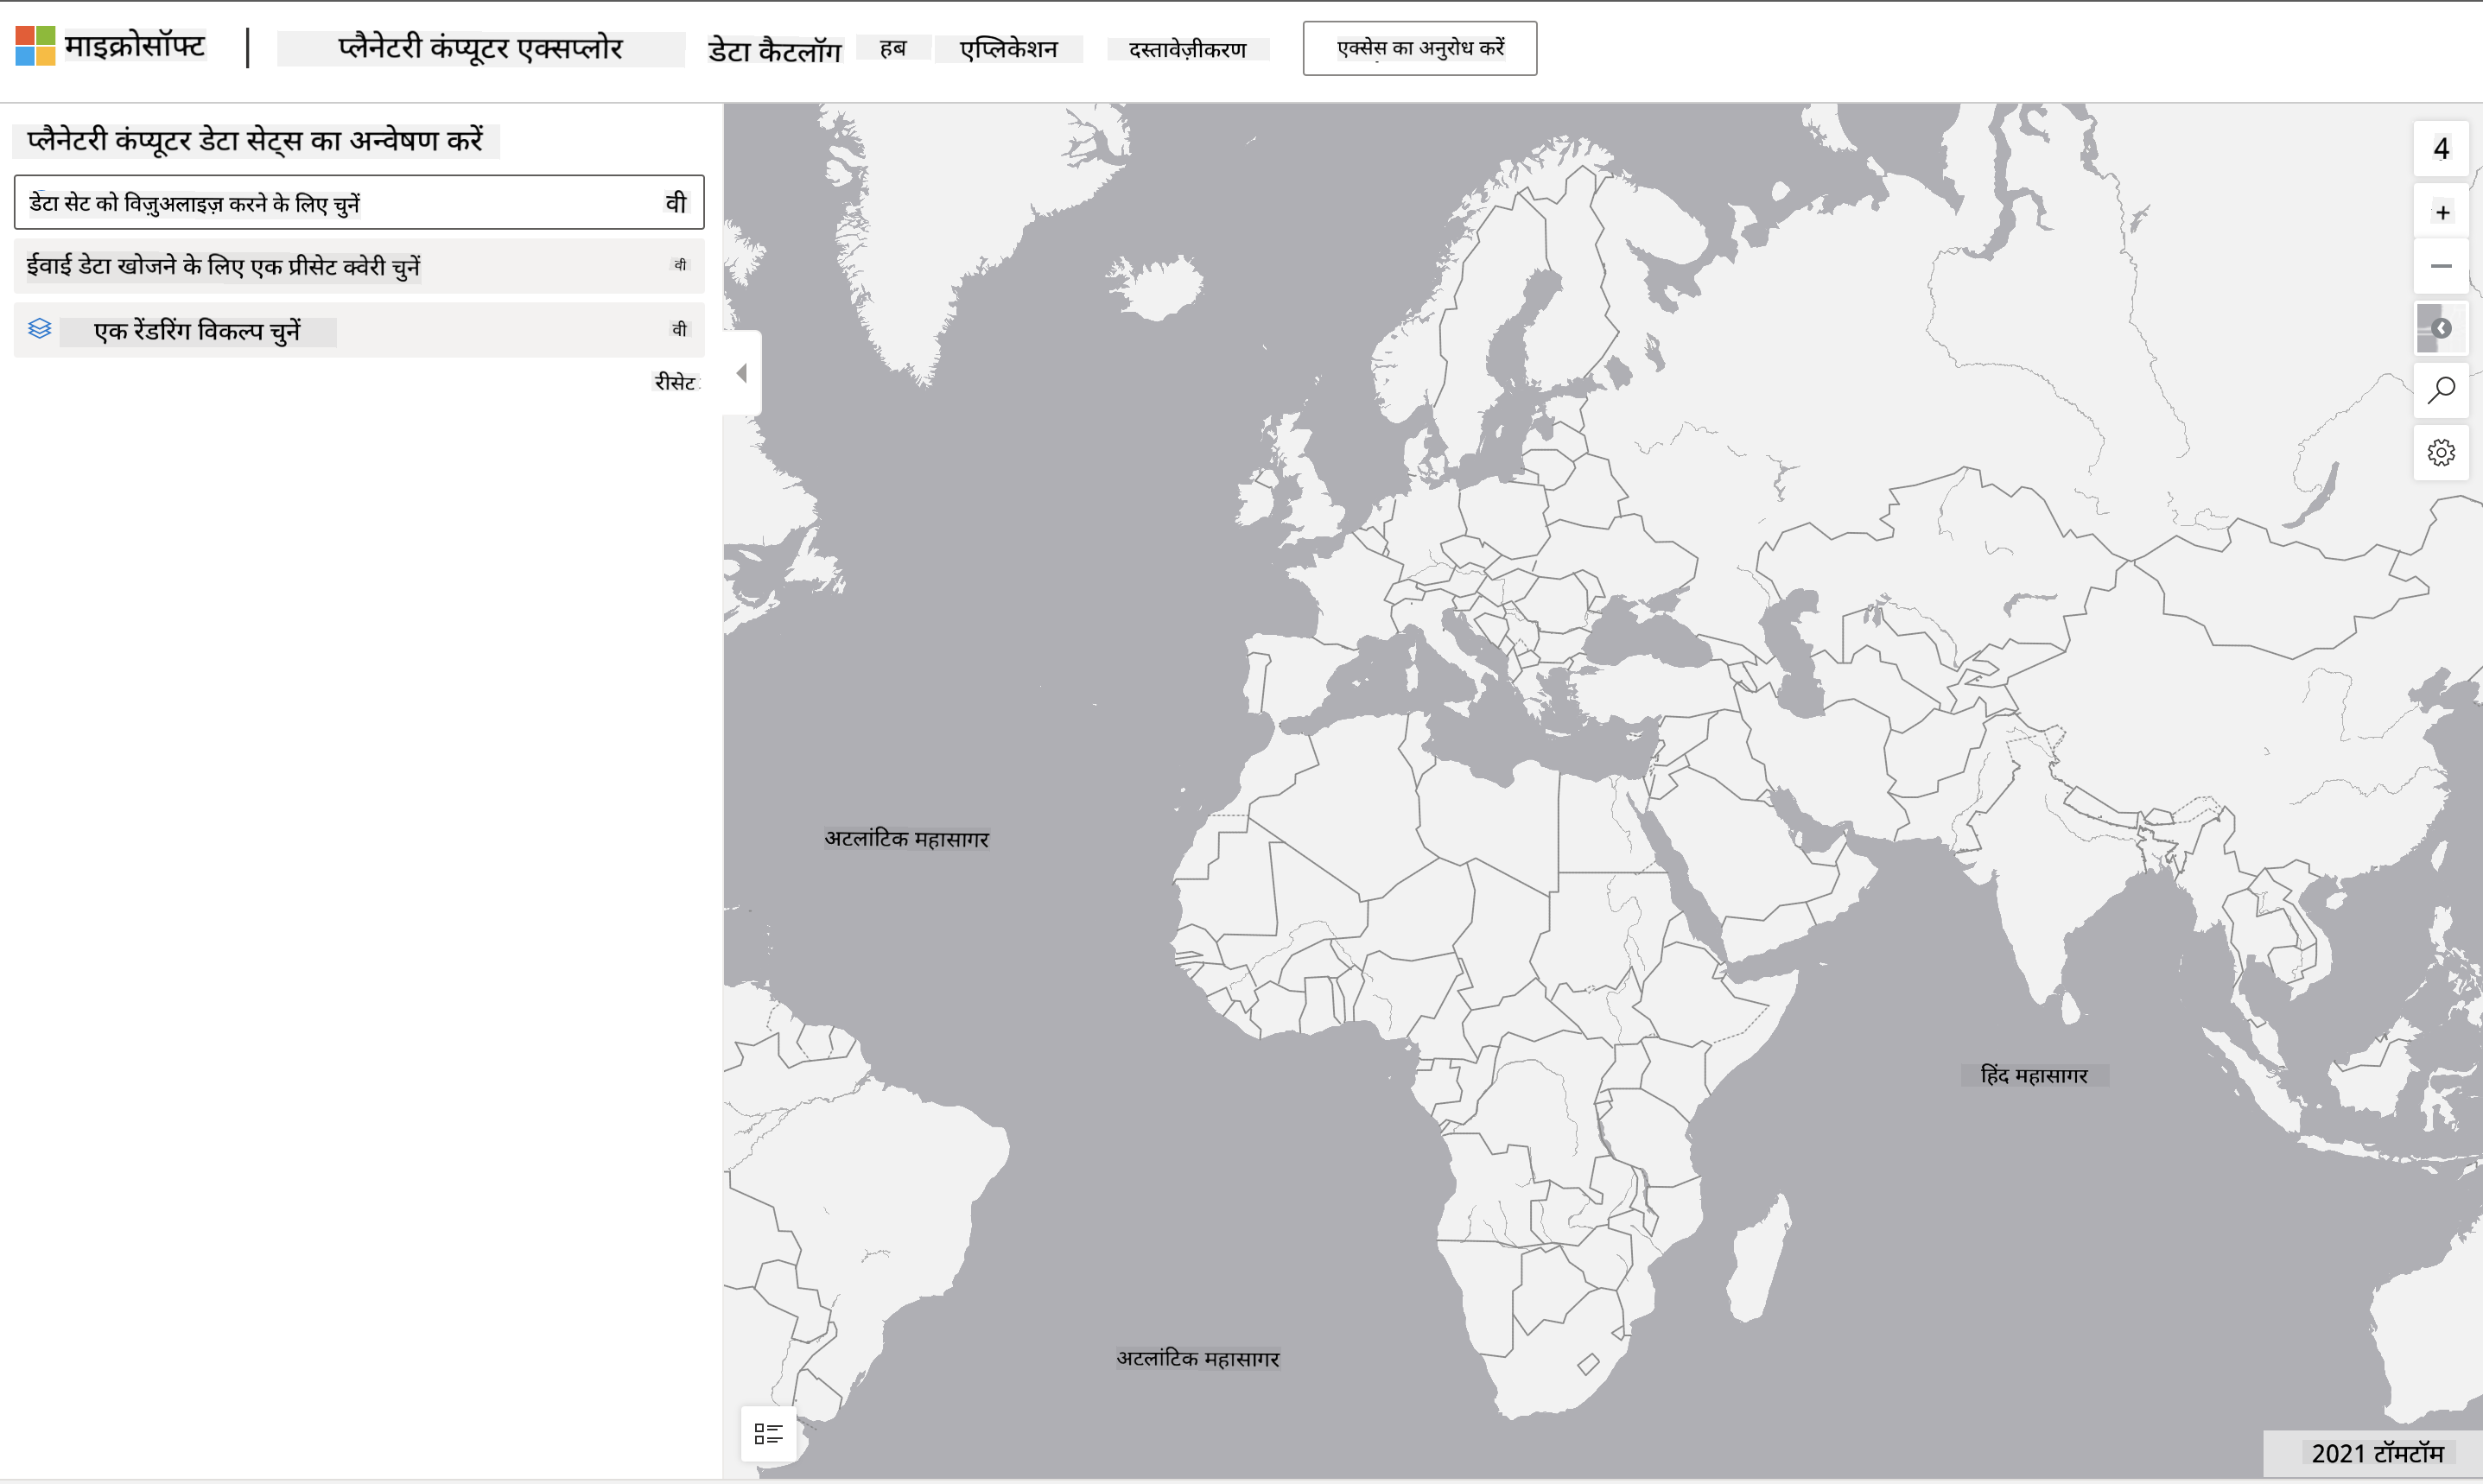 माइक्रोसॉफ्ट
प्लैनेटरी कंप्यूटर एक्सप्लोर
डेटा कैटलॉग
हब
एप्लिकेशन
दस्तावेज़ीकरण
एक्सेस का अनुरोध करें
प्लैनेटरी कंप्यूटर डेटा सेट्स का अन्वेषण करें
डेटा सेट को विज़ुअलाइज़ करने के लिए चुनें
वी
ईवाई डेटा खोजने के लिए एक प्रीसेट क्वेरी चुनें
वी
एक रेंडरिंग विकल्प चुनें
वी
रीसेट
4
+
अटलांटिक महासागर
हिंद महासागर
अटलांटिक महासागर
2021 टॉमटॉम